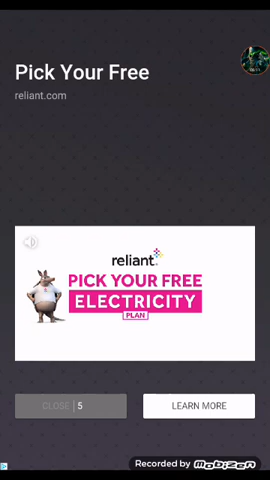 Pick Your Free
reliant.com
reliant
PICK YOUR FREE
ELECTRICITY
PLAN
CLOSE 5
LEARN MORE
Recorded by mobizen